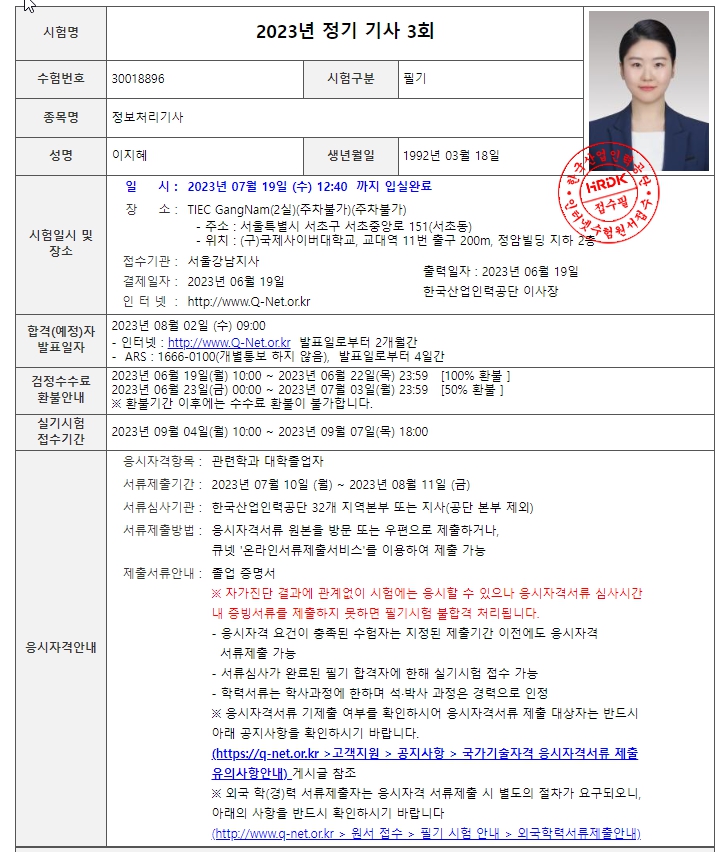 시험명 2023년 정기 기사 3회
수험번호 30018896 시험구분 필기
종목명 정보처리기사
성명 이지혜 생년월일 1992년 03월 18일
한국산업인력공단
HRDK
접수필
인터넷수험원서접수
시험일시 및 장소
일 시 : 2023년 07월 19일 (수) 12:40 까지 입실완료
장 소 : TIEC GangNam(2실)(주차불가)(주차불가)
- 주소 : 서울특별시 서초구 서초중앙로 151(서초동)
- 위치 : (구)국제사이버대학교, 교대역 11번 출구 200m, 정암빌딩 지하 2층
접수기관 : 서울강남지사
결제일자 : 2023년 06월 19일
인 터 넷 : http://www.Q-Net.or.kr
출력일자 : 2023년 06월 19일
한국산업인력공단 이사장
합격(예정)자 발표일자
2023년 08월 02일 (수) 09:00
- 인터넷 : http://www.Q-Net.or.kr 발표일로부터 2개월간
- ARS : 1666-0100(개별통보 하지 않음), 발표일로부터 4일간
검정수수료 환불안내
2023년 06월 19일(월) 10:00 ~ 2023년 06월 22일(목) 23:59 [100% 환불 ]
2023년 06월 23일(금) 00:00 ~ 2023년 07월 03일(월) 23:59 [50% 환불 ]
※ 환불기간 이후에는 수수료 환불이 불가합니다.
실기시험 접수기간
2023년 09월 04일(월) 10:00 ~ 2023년 09월 07일(목) 18:00
응시자격안내
응시자격항목 : 관련학과 대학졸업자
서류제출기간 : 2023년 07월 10일 (월) ~ 2023년 08월 11일 (금)
서류심사기관 : 한국산업인력공단 32개 지역본부 또는 지사(공단 본부 제외)
서류제출방법 : 응시자격서류 원본을 방문 또는 우편으로 제출하거나,
큐넷 '온라인서류제출서비스'를 이용하여 제출 가능
제출서류안내 : 졸업 증명서
※ 자가진단 결과에 관계없이 시험에는 응시할 수 있으나 응시자격서류 심사시간
내 증빙서류를 제출하지 못하면 필기시험 불합격 처리됩니다.
- 응시자격 요건이 충족된 수험자는 지정된 제출기간 이전에도 응시자격
서류제출 가능
- 서류심사가 완료된 필기 합격자에 한해 실기시험 접수 가능
- 학력서류는 학사과정에 한하며 석·박사 과정은 경력으로 인정
※ 응시자격서류 기제출 여부를 확인하시어 응시자격서류 제출 대상자는 반드시
아래 공지사항을 확인하시기 바랍니다.
(https://q-net.or.kr >고객지원 > 공지사항 > 국가기술자격 응시자격서류 제출
유의사항안내) 게시글 참조
※ 외국 학(경)력 서류제출자는 응시자격 서류제출 시 별도의 절차가 요구되오니,
아래의 사항을 반드시 확인하시기 바랍니다
(http://www.q-net.or.kr > 원서 접수 > 필기 시험 안내 > 외국학력서류제출안내)